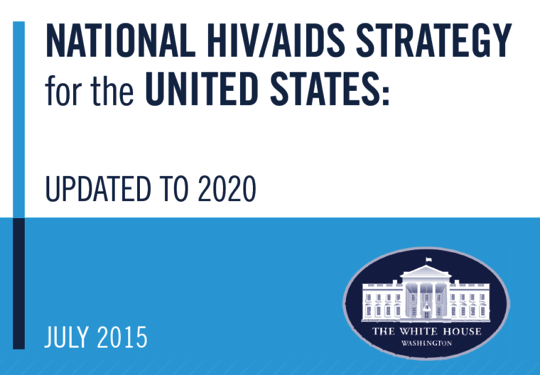 NATIONAL HIV/AIDS STRATEGY
for the UNITED STATES:
UPDATED TO 2020
JULY 2015
THE WHITE HOUSE
WASHINGTON